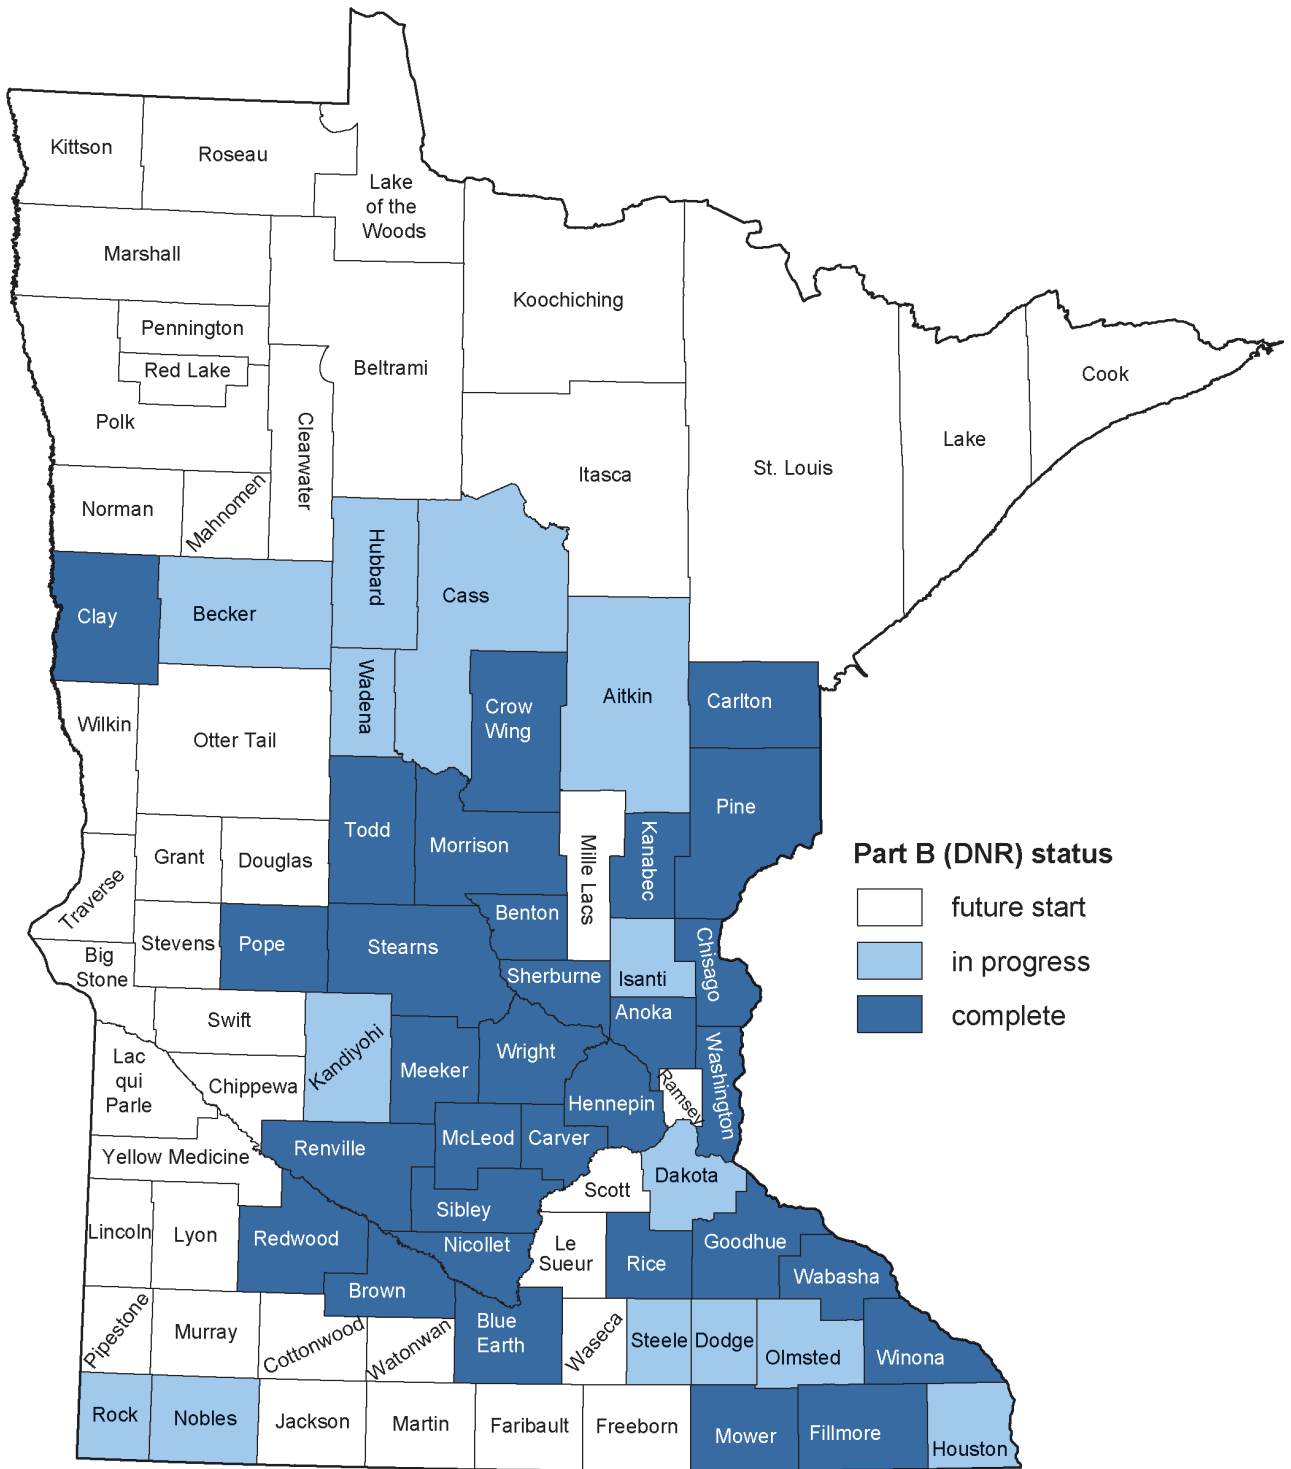 Kittson
Roseau
Lake
of the
Woods
Marshall
Koochiching
Pennington
Red Lake
Beltrami
Cook
Polk
Clearwater
Lake
Itasca
St. Louis
Norman
Mahnomen
Hubbard
Cass
Clay
Becker
Wadena
Aitkin
Carlton
Crow
Wing
Wilkin
Otter Tail
Pine
Todd
Morrison
Mille Lacs
Kanabec
Grant
Douglas
Part B (DNR) status
future start
in progress
complete
Traverse
Benton
Stevens
Pope
Stearns
Big
Stone
Sherburne
Isanti
Chisago
Swift
Anoka
Kandiyohi
Wright
Lac
qui
Parle
Chippewa
Meeker
Washington
Ramsey
Hennepin
Renville
McLeod
Carver
Yellow Medicine
Dakota
Scott
Sibley
Lincoln
Lyon
Redwood
Nicollet
Le
Sueur
Rice
Goodhue
Wabasha
Brown
Pipestone
Murray
Cottonwood
Watonwan
Blue
Earth
Waseca
Steele
Dodge
Olmsted
Winona
Rock
Nobles
Jackson
Martin
Faribault
Freeborn
Mower
Fillmore
Houston